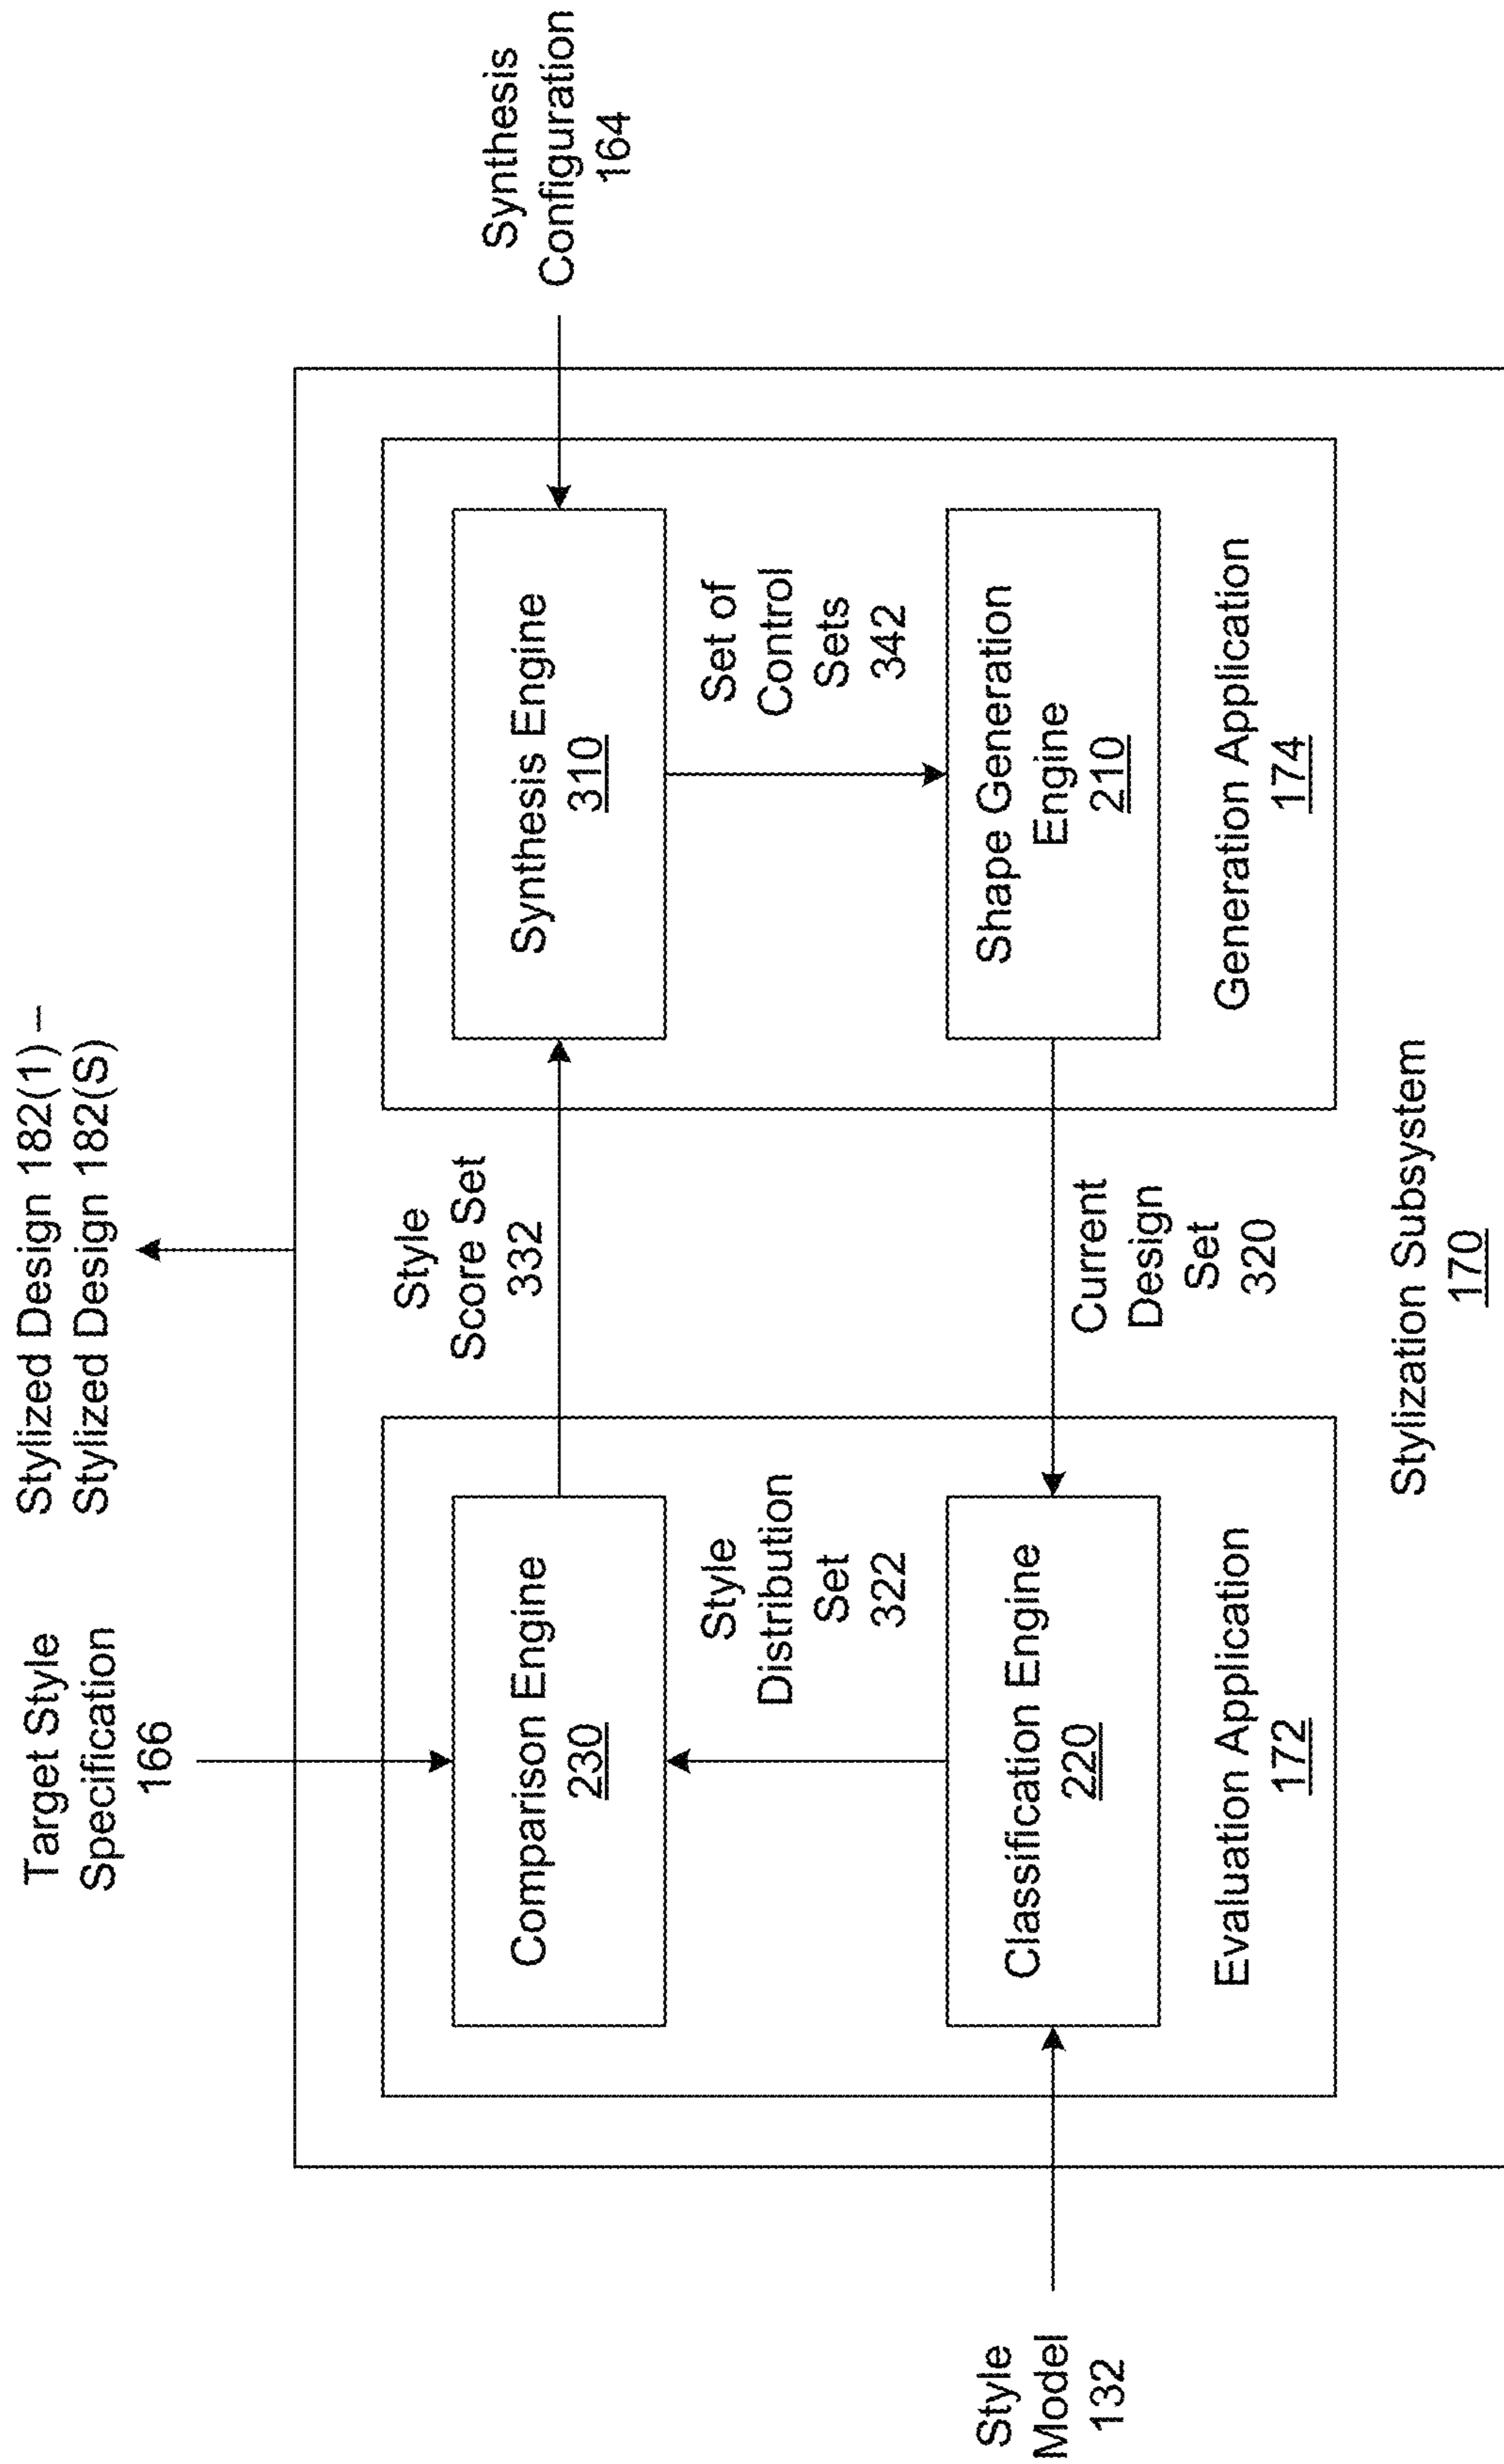 Target Style
Specification
166
Stylized Design 182(1) –
Stylized Design 182(S)
Comparison Engine
230
Style
Score Set
332
Synthesis Engine
310
Synthesis
Configuration
164
Style
Distribution
Set
322
Set of
Control
Sets
342
Style
Model
132
Classification Engine
220
Current
Design
Set
320
Shape Generation
Engine
210
Evaluation Application
172
Generation Application
174
Stylization Subsystem
170